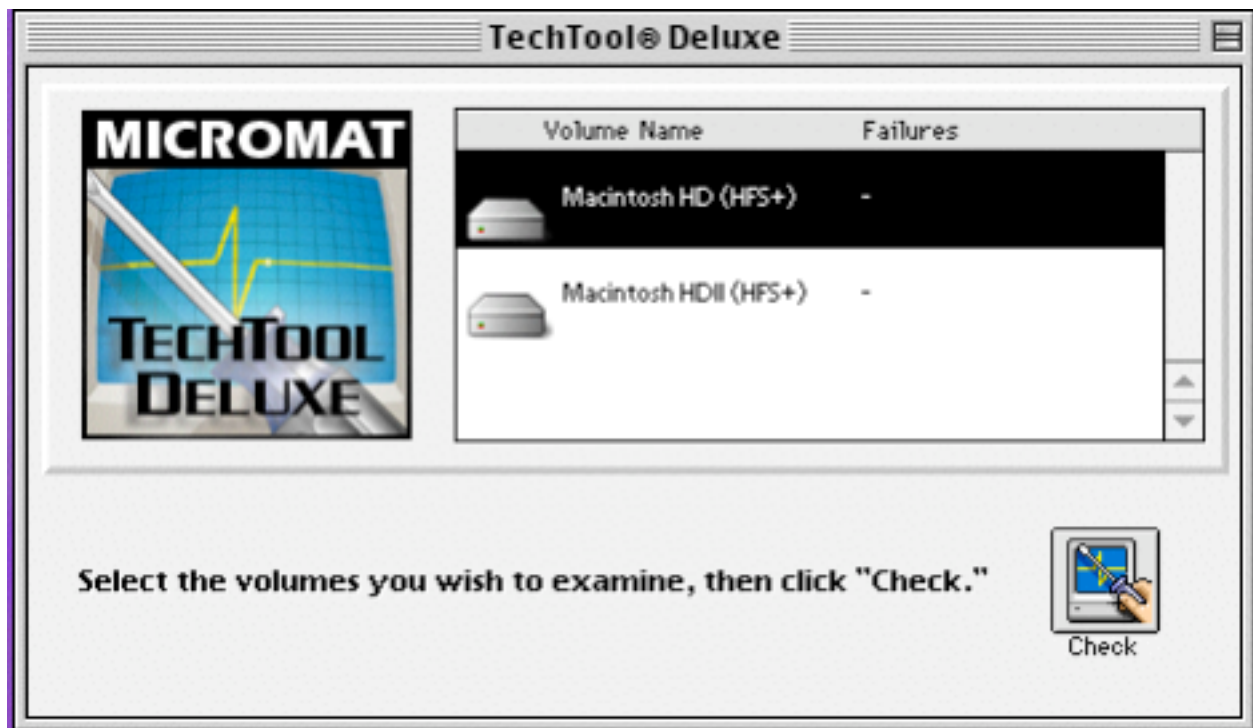 TechTool® Deluxe
MICROMAT
TECHTOOL
DELUXE
Volume Name Failures
Macintosh HD (HFS+) -
Macintosh HDII (HFS+) -
Select the volumes you wish to examine, then click "Check."
Check